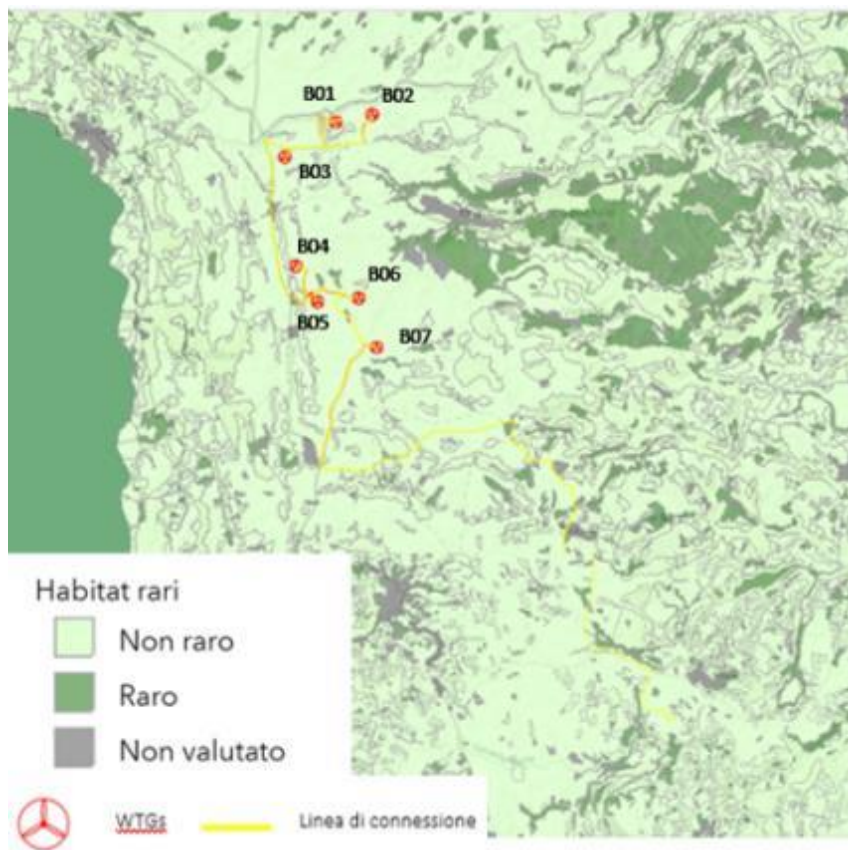 B01 B02
B03
B04
B06
B05
B07
Habitat rari
Non raro
Raro
Non valutato
WTGs Linea di connessione